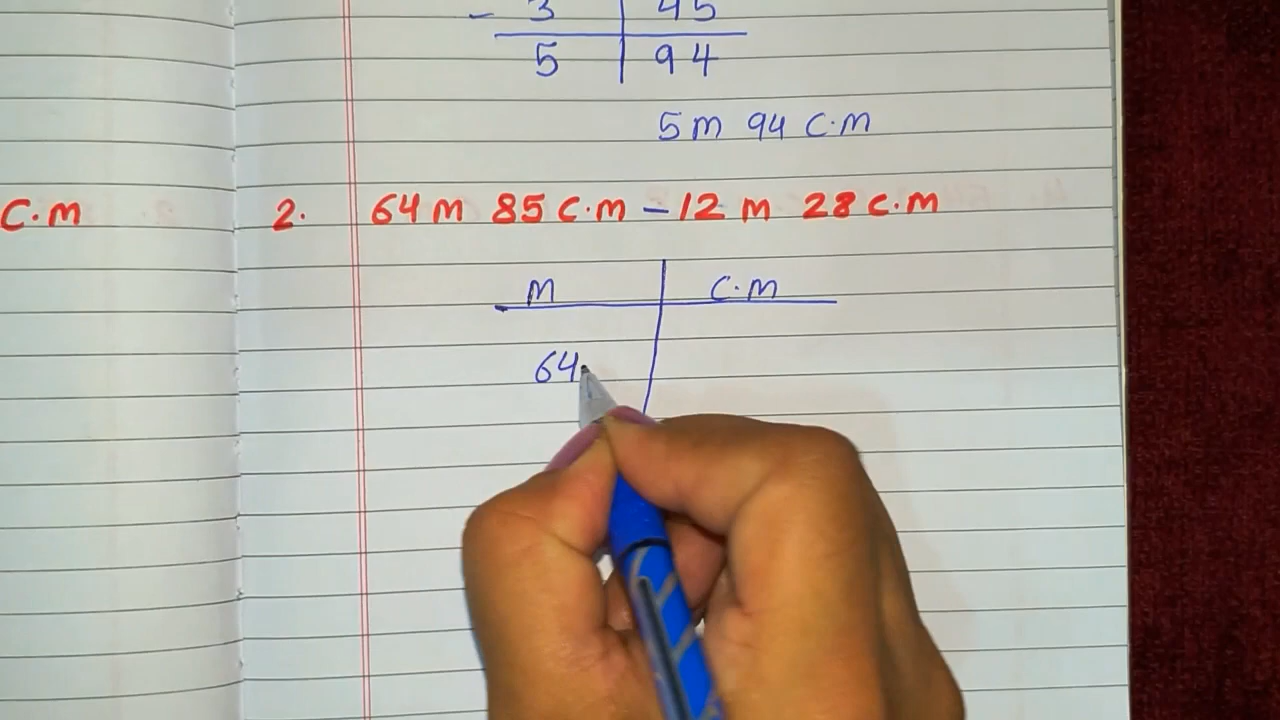 - 3 45
5 94
5 m 94 c.m
c.m
2. 64 m 85 c.m - 12 m 28 c.m
M c.m
64